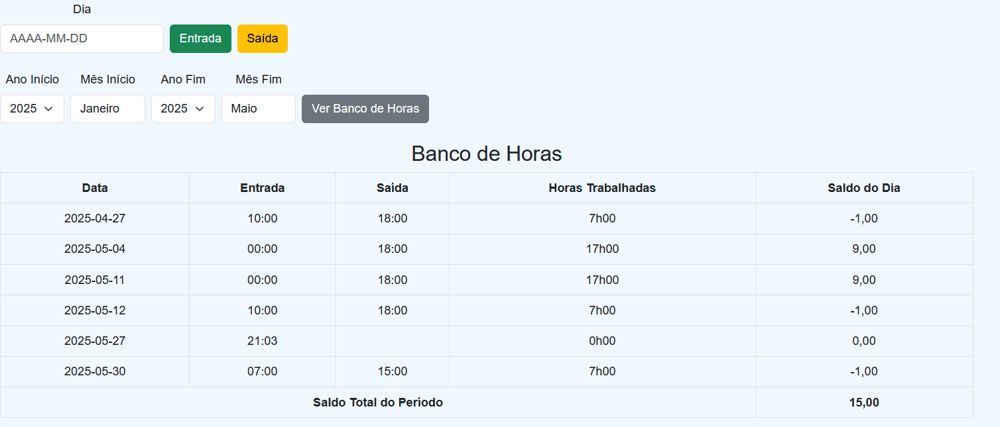 Dia
AAAA-MM-DD Entrada Saída
Ano Início Mês Início Ano Fim Mês Fim
2025 Janeiro 2025 Maio Ver Banco de Horas
Banco de Horas
Data Entrada Saída Horas Trabalhadas Saldo do Dia
2025-04-27 10:00 18:00 7h00 -1,00
2025-05-04 00:00 18:00 17h00 9,00
2025-05-11 00:00 18:00 17h00 9,00
2025-05-12 10:00 18:00 7h00 -1,00
2025-05-27 21:03 0h00 0,00
2025-05-30 07:00 15:00 7h00 -1,00
Saldo Total do Período 15,00